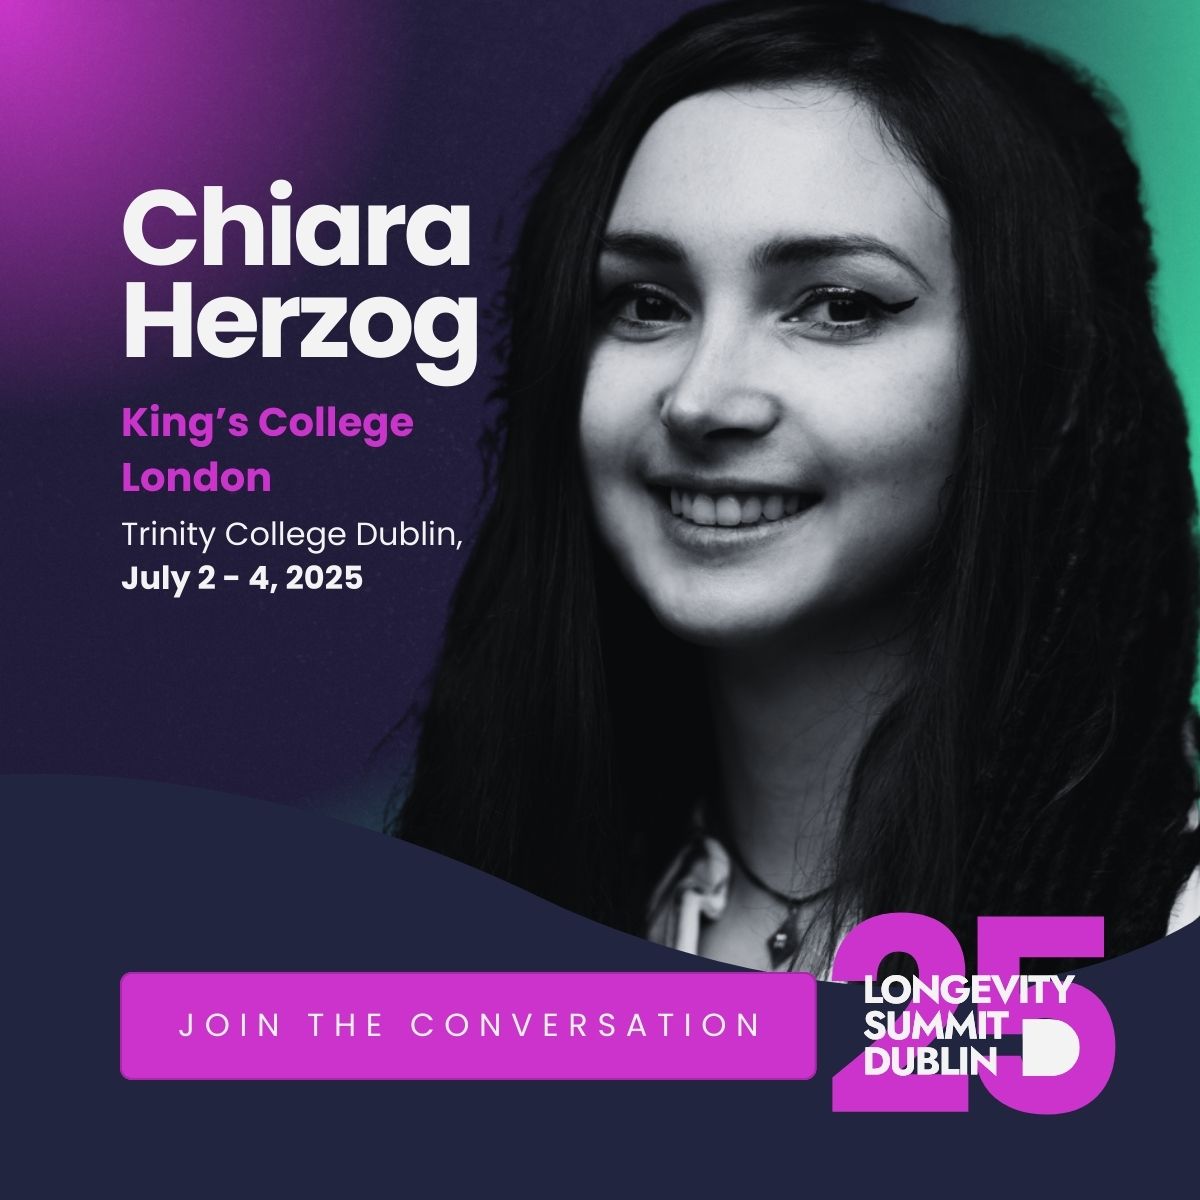 Chiara
Herzog
King’s College
London
Trinity College Dublin,
July 2 - 4, 2025
JOIN THE CONVERSATION
25
LONGEVITY
SUMMIT
DUBLIN